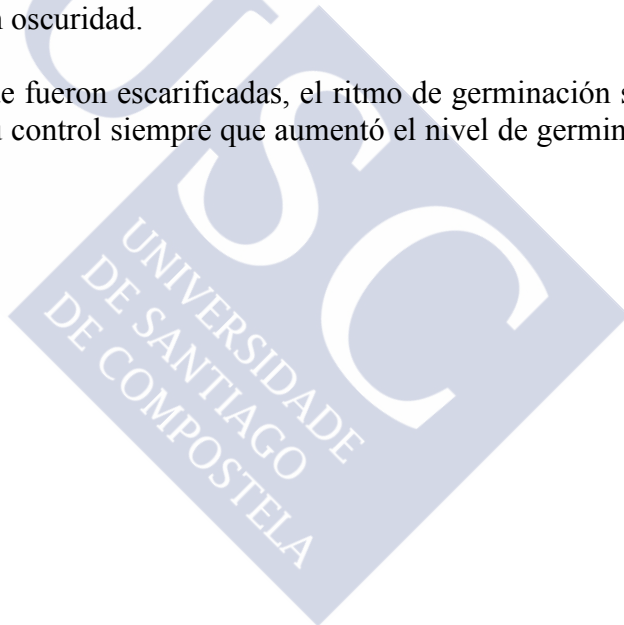 oscuridad.
fueron escarificadas, el ritmo de germinación
control siempre que aumentó el nivel de
USC
UNIVERSIDADE
DE SANTIAGO
DE COMPOSTELA